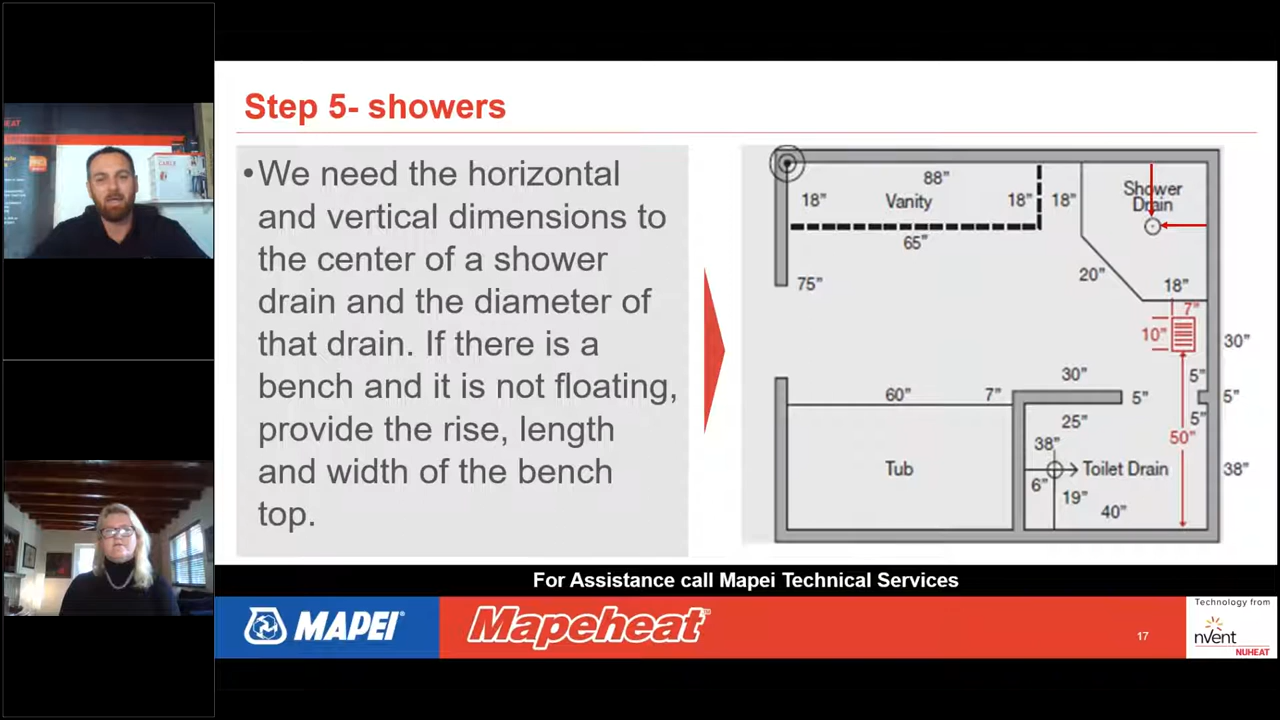 Step 5- showers
•We need the horizontal
and vertical dimensions to
the center of a shower
drain and the diameter of
that drain. If there is a
bench and it is not floating,
provide the rise, length
and width of the bench
top.
88”
18”
Vanity
18”
18”
Shower
Drain
65”
75”
20”
18”
7”
10”
30”
30”
5”
60”
7”
5”
5”
25”
5”
50”
38”
Tub
Toilet Drain
38”
6”
19”
40”
For Assistance call Mapei Technical Services
MAPEI
Mapeheat™
17
Technology from
nVent
NUHEAT